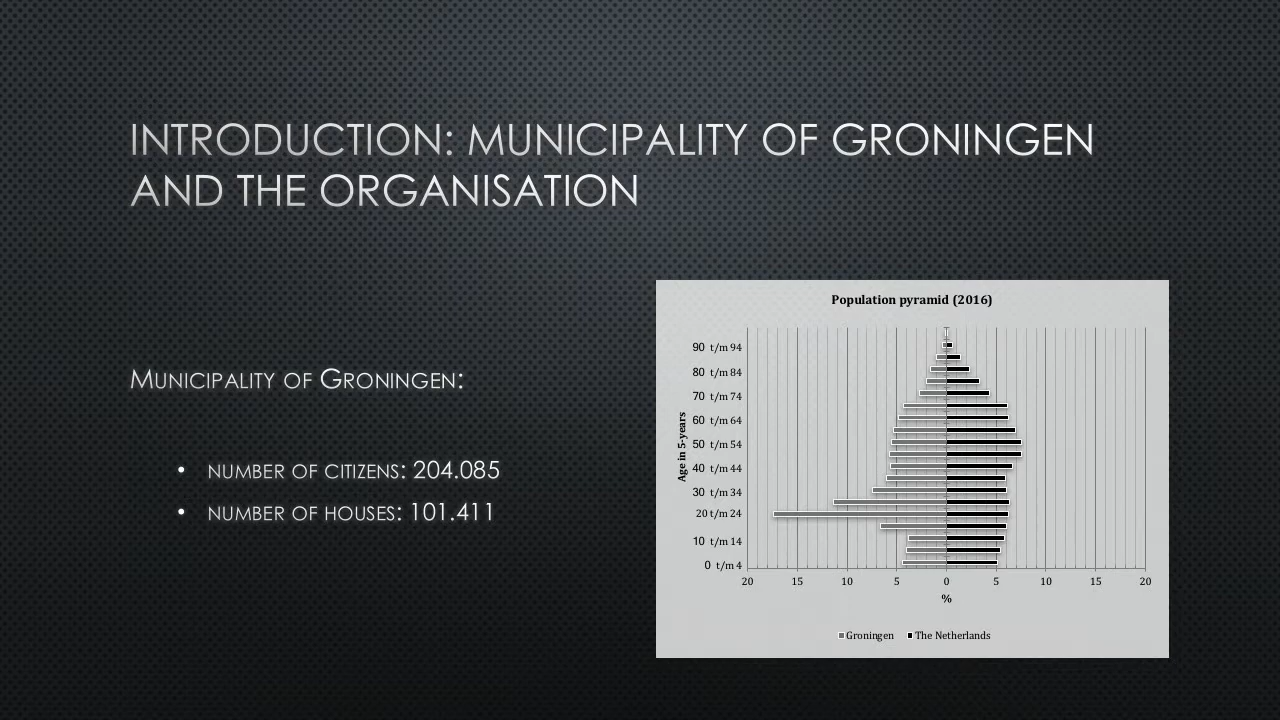 INTRODUCTION: MUNICIPALITY OF GRONINGEN
AND THE ORGANISATION
MUNICIPALITY OF GRONINGEN:
• NUMBER OF CITIZENS: 204.085
• NUMBER OF HOUSES: 101.411
Population pyramid (2016)
Age in 5-years
90 t/m 94
80 t/m 84
70 t/m 74
60 t/m 64
50 t/m 54
40 t/m 44
30 t/m 34
20 t/m 24
10 t/m 14
0 t/m 4
20 15 10 5 0 5 10 15 20
%
Groningen The Netherlands